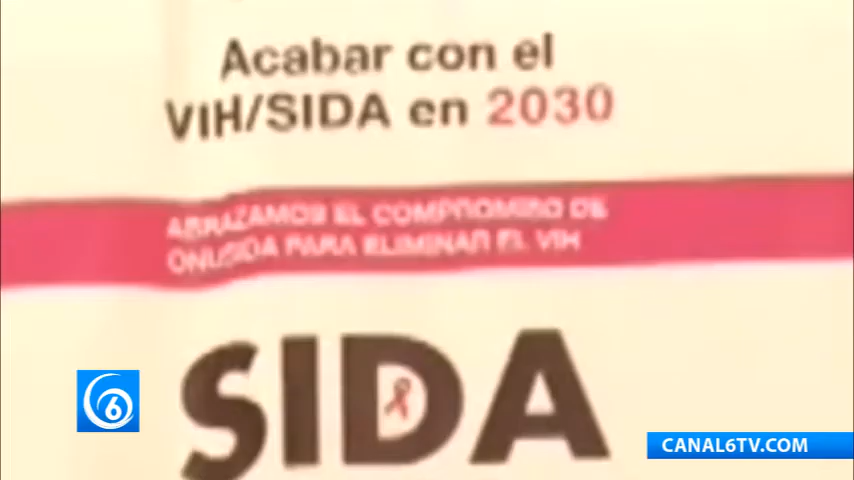 Acabar con el
VIH/SIDA en 2030
ABRAZAMOS EL COMPROMISO DE
ONUSIDA PARA ELIMINAR EL VIH
SIDA
6
CANAL6TV.COM